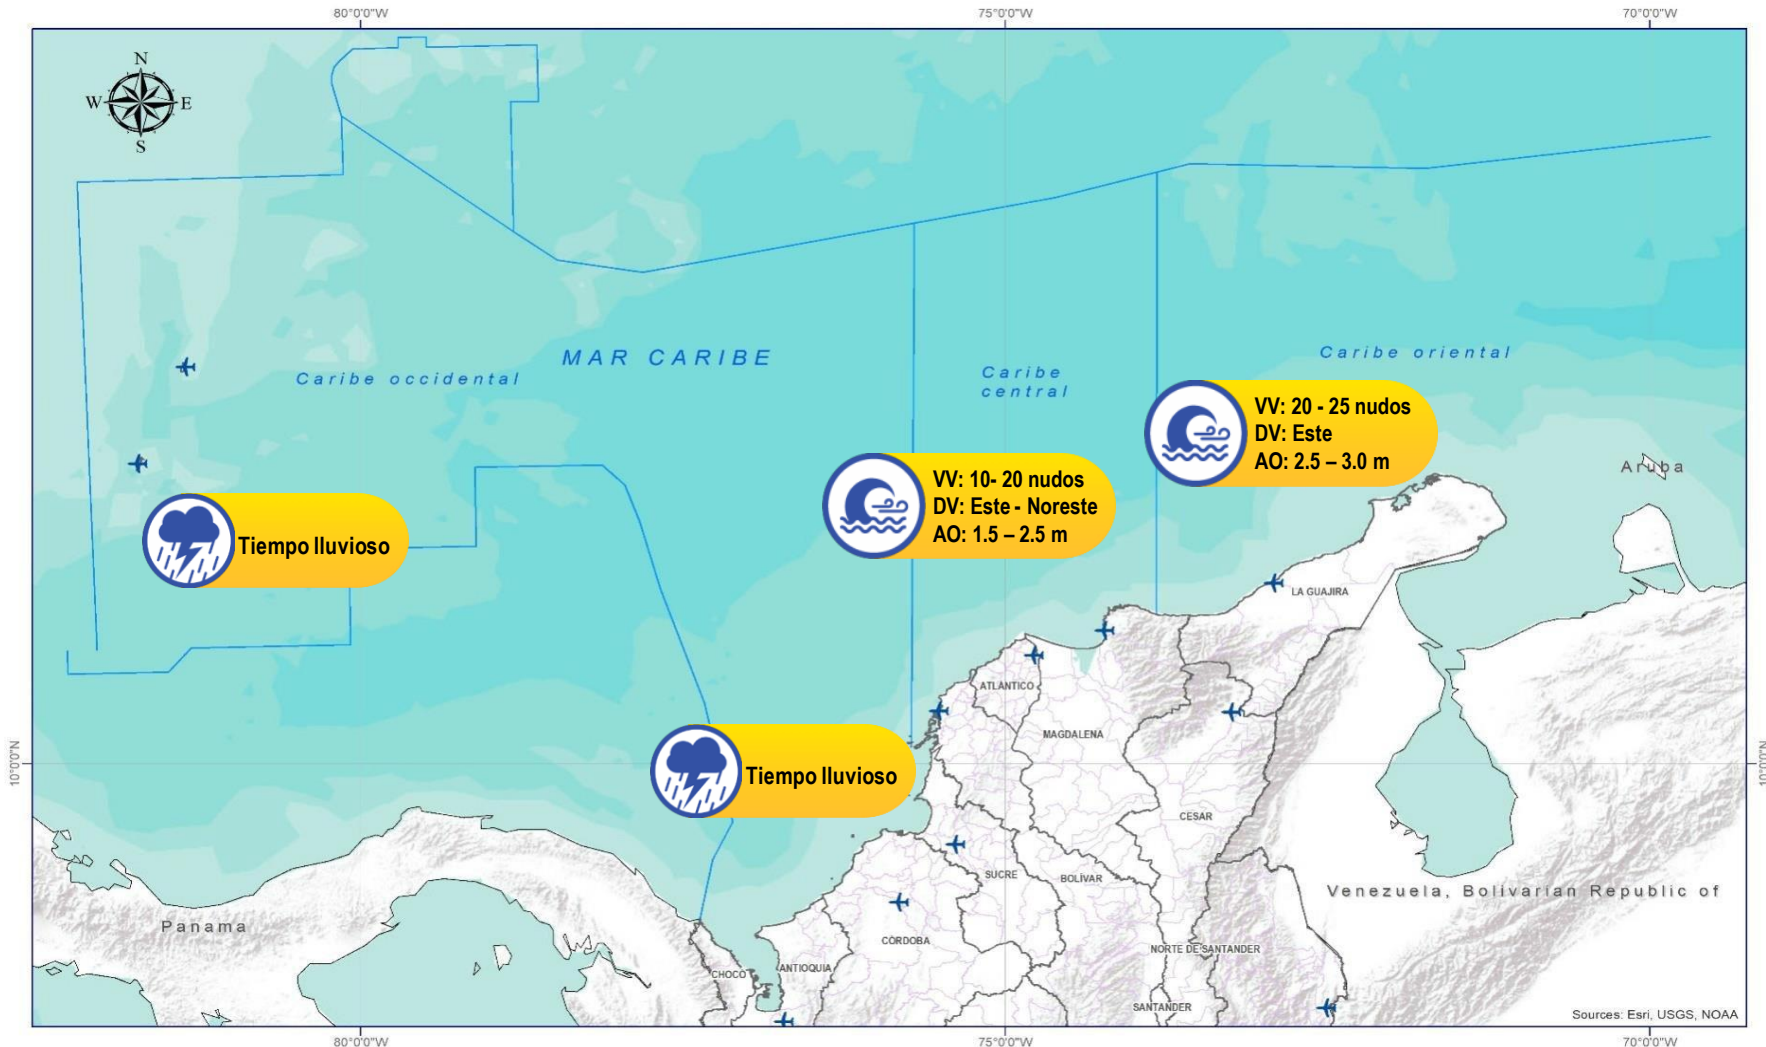 80°0'0"W
75°0'0"W
70°0'0"W
N
W
E
S
MAR CARIBE
Caribe occidental
Caribe
central
Caribe oriental
VV: 20 - 25 nudos
DV: Este
AO: 2.5 – 3.0 m
VV: 10- 20 nudos
DV: Este - Noreste
AO: 1.5 – 2.5 m
Aruba
Tiempo lluvioso
LA GUAJIRA
ATLANTICO
MAGDALENA
10°0'0"N
10°0'0"N
Tiempo lluvioso
CESAR
SUCRE
BOLÍVAR
Venezuela, Bolivarian Republic of
Panama
CÓRDOBA
NORTE DE SANTANDER
CHOCÓ
ANTIOQUIA
SANTANDER
Sources: Esri, USGS, NOAA
80°0'0"W
75°0'0"W
70°0'0"W